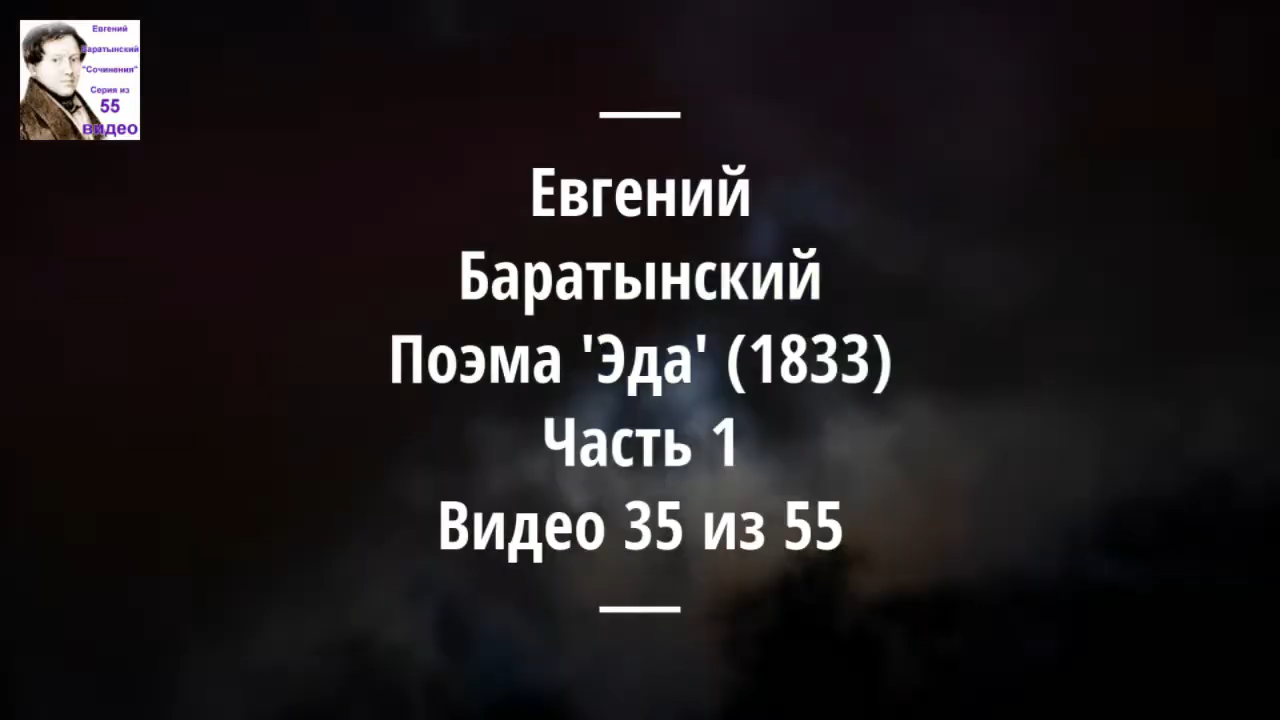 Евгений
Баратынский
"Сочинения"
Серия из
55
видео
Евгений
Баратынский
Поэма 'Эда' (1833)
Часть 1
Видео 35 из 55